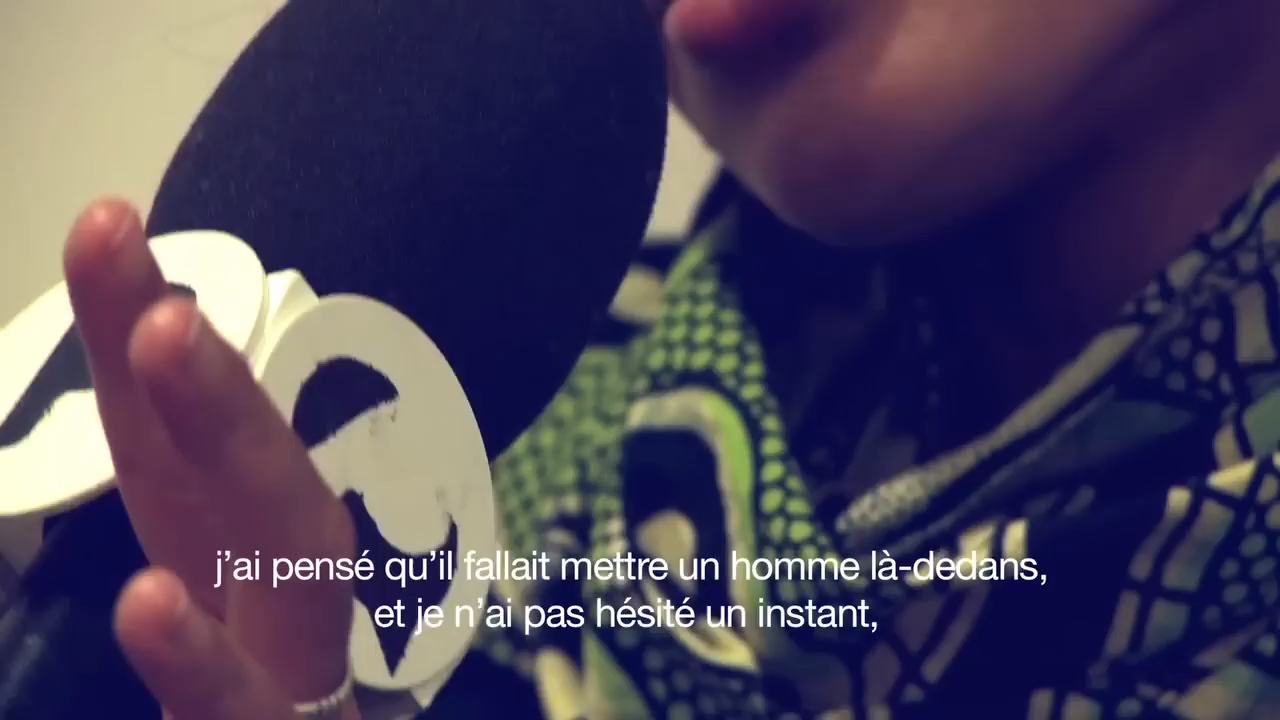 j’ai pensé qu’il fallait mettre un homme là-dedans,
et je n’ai pas hésité un instant,